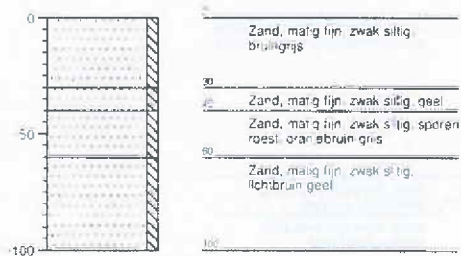 0
Zand, matig fijn, zwak siltig,
bruingrijs
30
Zand, matig fijn, zwak siltig, geel
40
Zand, matig fijn, zwak siltig, sporen
roest, oranjebruin grijs
-50
60
Zand, matig fijn, zwak siltig,
lichtbruin geel
-100
100